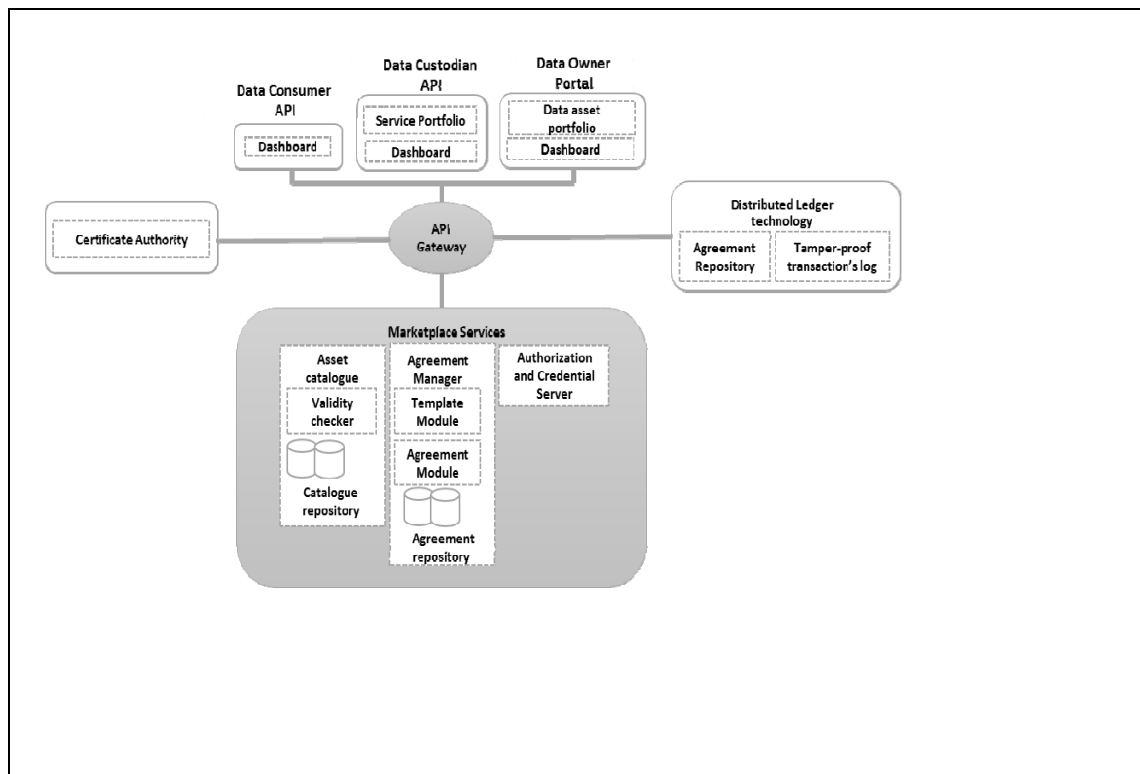 Data Consumer
API
Dashboard
Data Custodian
API
Service Portfolio
Dashboard
Data Owner
Portal
Data asset
portfolio
Dashboard
Certificate Authority
API
Gateway
Distributed Ledger
technology
Agreement
Repository
Tamper-proof
transaction's log
Marketplace Services
Asset
catalogue
Validity
checker
Catalogue
repository
Agreement
Manager
Template
Module
Agreement
Module
Agreement
repository
Authorization
and Credential
Server